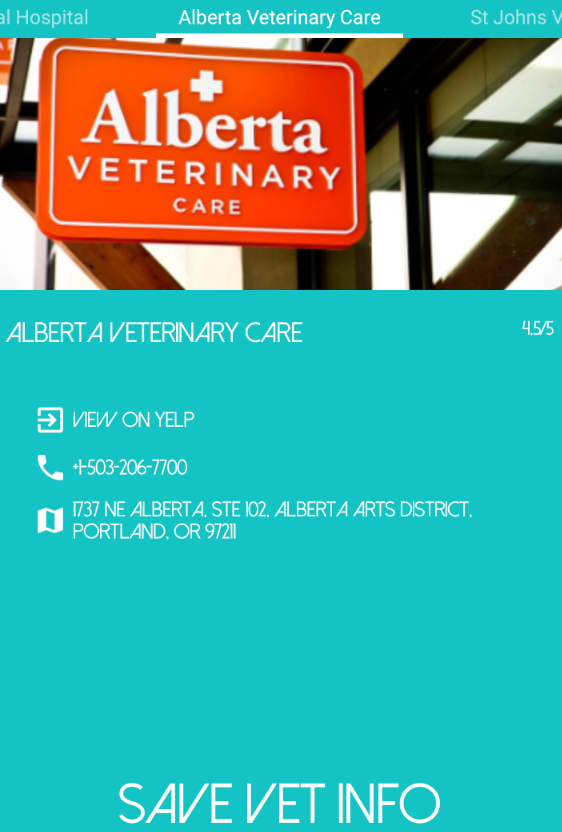 al Hospital Alberta Veterinary Care St Johns V
Alberta
VETERINARY
CARE
ALBERTA VETERINARY CARE 4.5/5
VIEW ON YELP
+1-503-206-7700
1737 NE ALBERTA, STE 102, ALBERTA ARTS DISTRICT,
PORTLAND, OR 97211
SAVE VET INFO